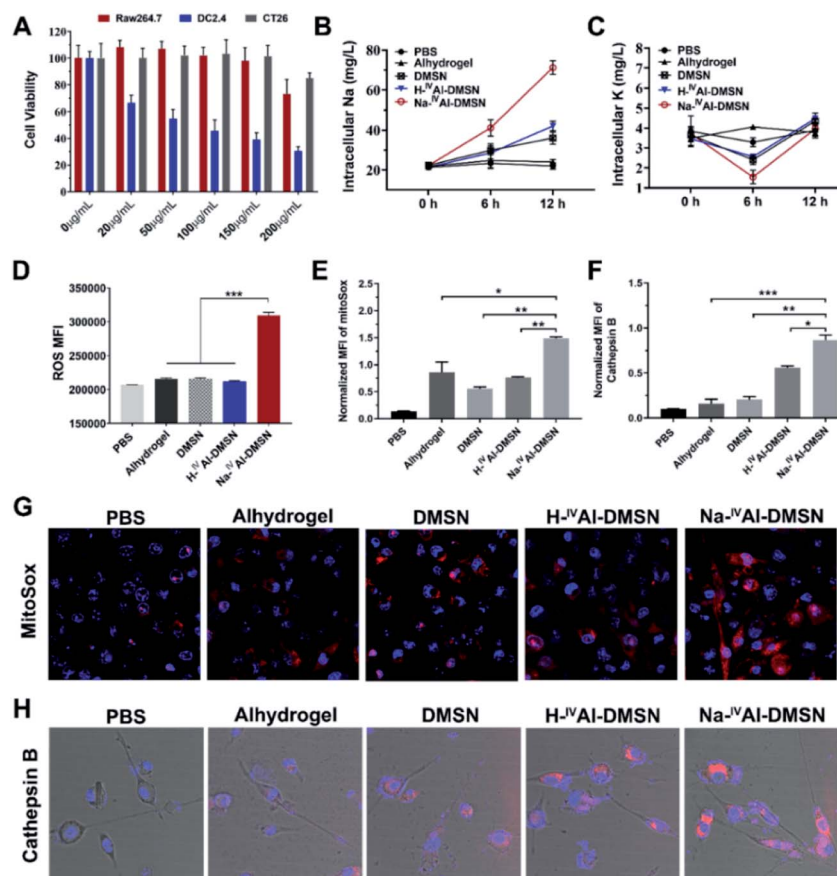 A
Raw264.7 DC2.4 CT26
Cell Viability
120
100
80
60
40
20
0
0μg/mL
20μg/mL
50μg/mL
100μg/mL
150μg/mL
200μg/mL
B
Intracellular Na (mg/L)
80
60
40
20
0 h 6 h 12 h
PBS
Alhydrogel
DMSN
H-ᴵⱽAl-DMSN
Na-ᴵⱽAl-DMSN
C
Intracellular K (mg/L)
9
8
7
6
5
4
3
2
1
0 h 6 h 12 h
PBS
Alhydrogel
DMSN
H-ᴵⱽAl-DMSN
Na-ᴵⱽAl-DMSN
D
ROS MFI
350000
300000
250000
200000
150000
***
PBS
Alhydrogel
DMSN
H-ᴵⱽAl-DMSN
Na-ᴵⱽAl-DMSN
E
Normalized MFI of mitoSox
2.5
2.0
1.5
1.0
0.5
0.0
*
**
**
PBS
Alhydrogel
DMSN
H-ᴵⱽAl-DMSN
Na-ᴵⱽAl-DMSN
F
Normalized MFI of
Cathepsin B
1.5
1.0
0.5
0.0
***
**
*
PBS
Alhydrogel
DMSN
H-ᴵⱽAl-DMSN
Na-ᴵⱽAl-DMSN
G
PBS Alhydrogel DMSN H-ᴵⱽAl-DMSN Na-ᴵⱽAl-DMSN
MitoSox
H
PBS Alhydrogel DMSN H-ᴵⱽAl-DMSN Na-ᴵⱽAl-DMSN
Cathepsin B